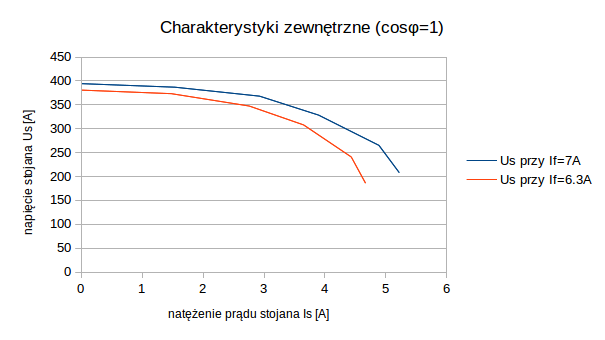 Charakterystyki zewnętrzne (cosφ=1)
450
400
350
300
250
200
150
100
50
0
napięcie stojana Us [A]
0 1 2 3 4 5 6
natężenie prądu stojana Is [A]
Us przy If=7A
Us przy If=6.3A